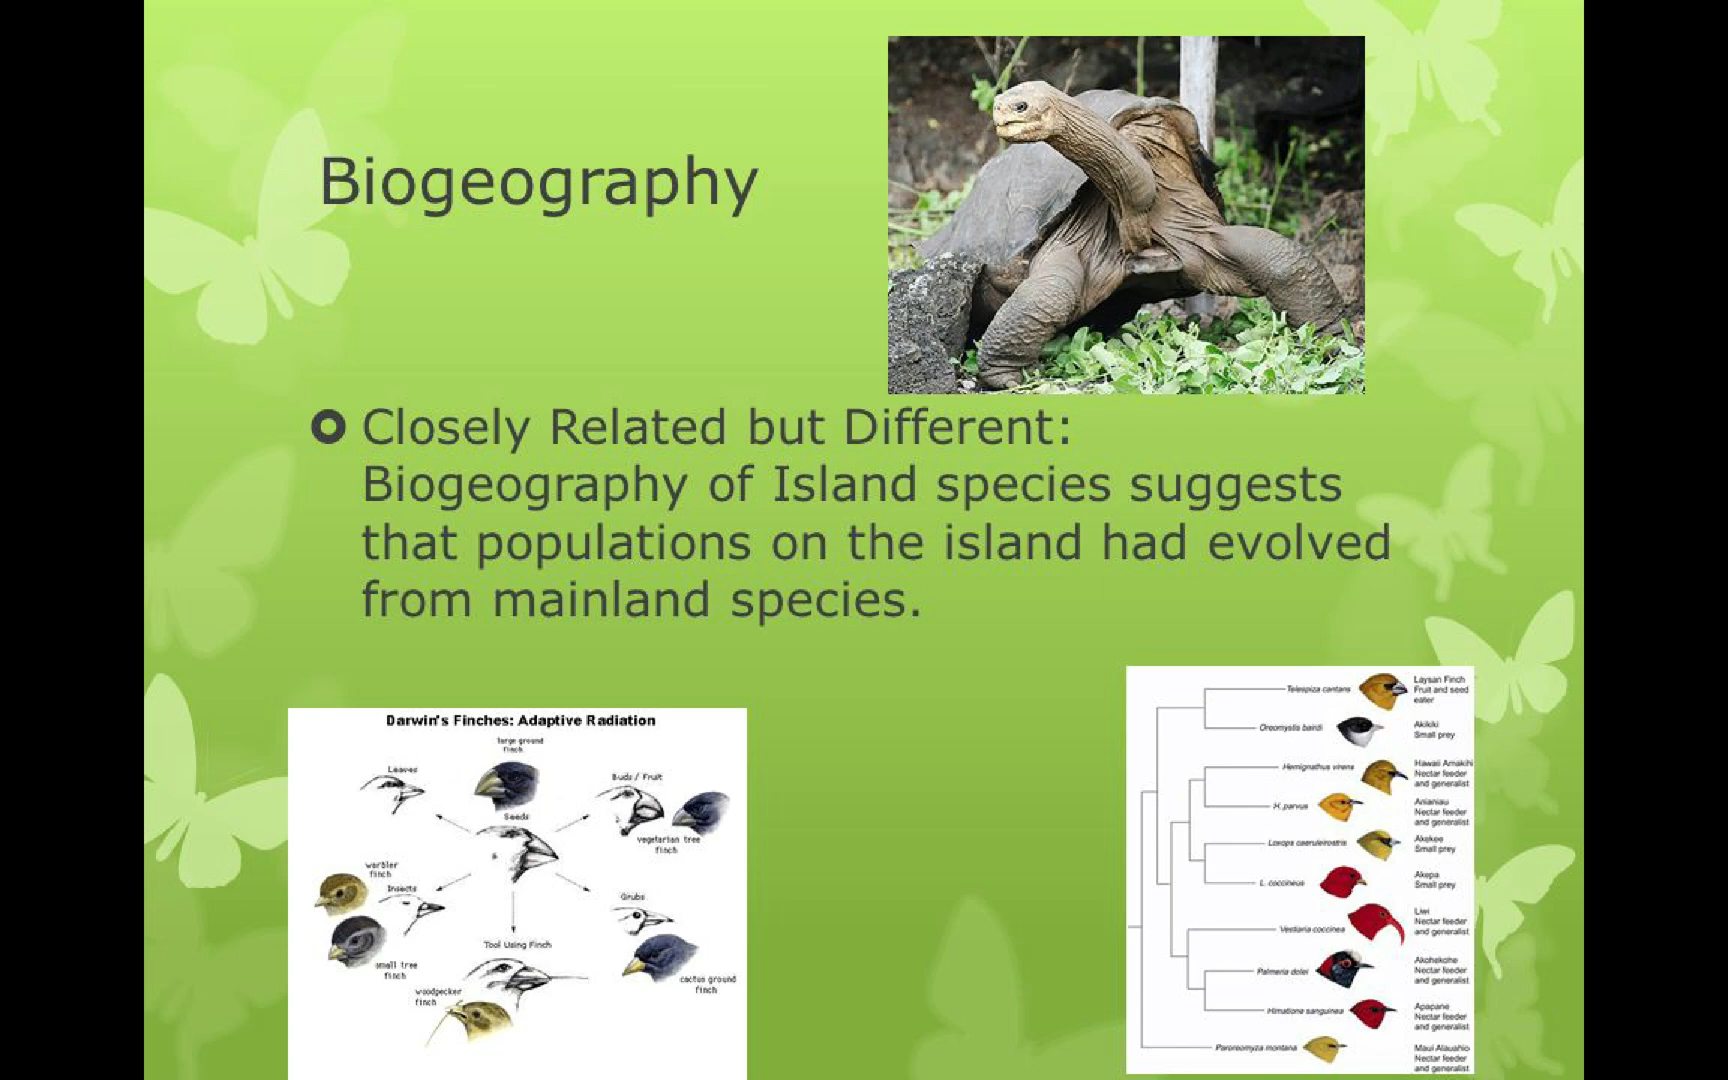 Biogeography
Closely Related but Different:
Biogeography of Island species suggests
that populations on the island had evolved
from mainland species.
Darwin's Finches: Adaptive Radiation
large ground
finch
Leaves
Buds / Fruit
Seeds
vegetarian tree
finch
warbler
finch
Insects
Grubs
small tree
finch
Tool Using Finch
cactus ground
finch
woodpecker
finch
Telespiza cantans
Laysan Finch
Fruit and seed
eater
Oreomystis bairdi
Akikiki
Small prey
Hemignathus virens
Hawaii Amakihi
Nectar feeder
and generalist
H. parvus
Anianiau
Nectar feeder
and generalist
Loxops caeruleirostris
Akekee
Small prey
L. coccineus
Akepa
Small prey
Vestiaria coccinea
Liwi
Nectar feeder
and generalist
Palmeria dolei
Akohekohe
Nectar feeder
and generalist
Himatione sanguinea
Apapane
Nectar feeder
and generalist
Paroreomyza montana
Maui Alauahio
Nectar feeder
and generalist